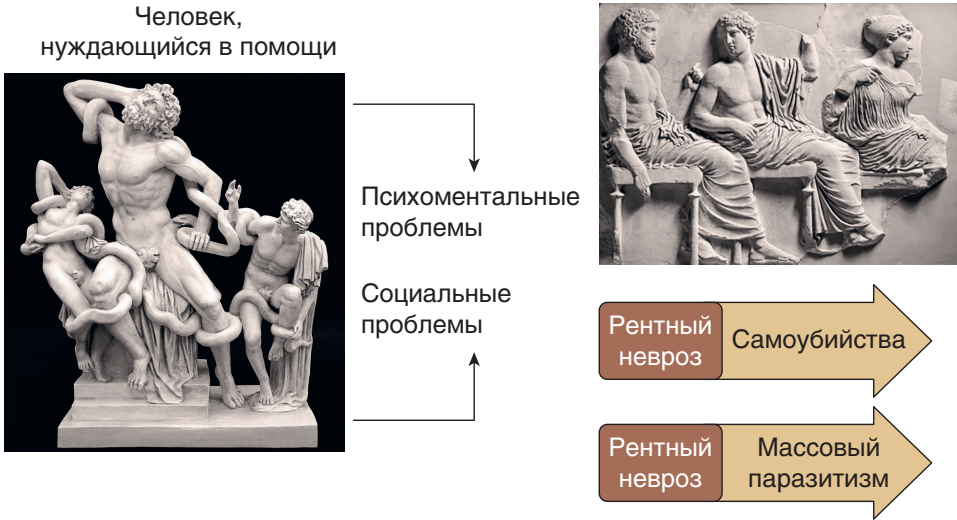 Человек,
нуждающийся в помощи
Психоментальные
проблемы
Социальные
проблемы
Рентный
невроз
Самоубийства
Рентный
невроз
Массовый
паразитизм